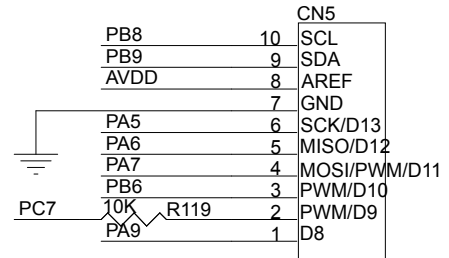 CN5
PB8 10 SCL
PB9 9 SDA
AVDD 8 AREF
7 GND
PA5 6 SCK/D13
PA6 5 MISO/D12
PA7 4 MOSI/PWM/D11
PB6 3 PWM/D10
PC7 10K R119 2 PWM/D9
PA9 1 D8